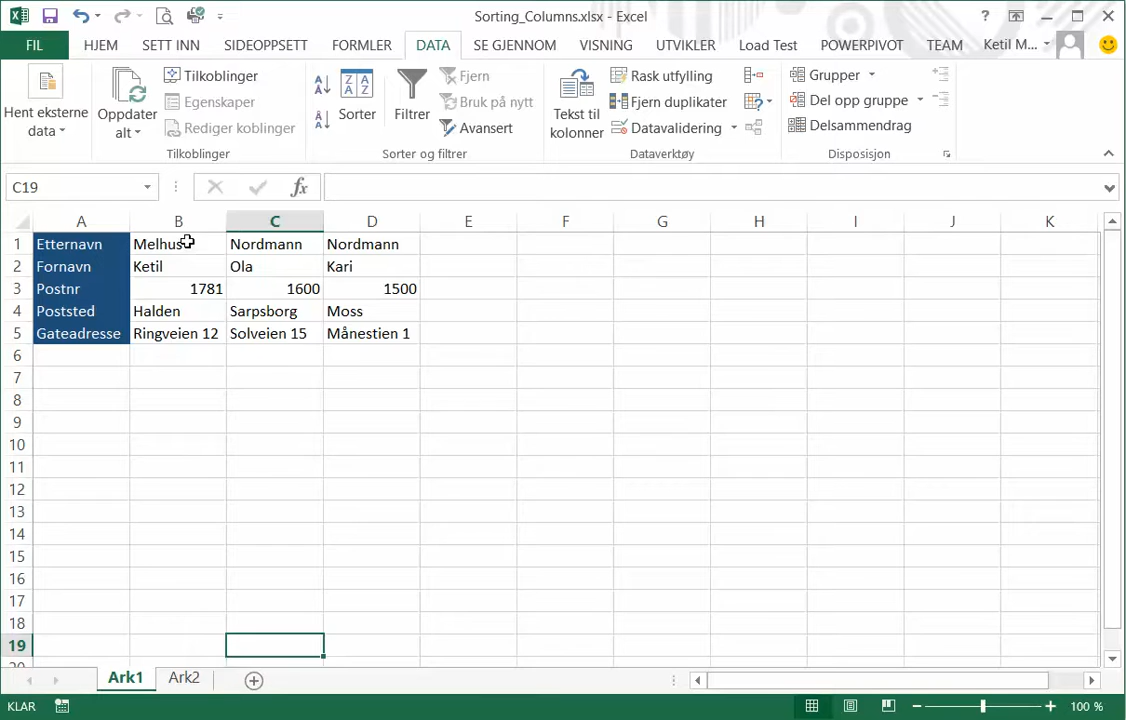 Sorting_Columns.xlsx - Excel
?
FIL HJEM SETT INN SIDEOPPSETT FORMLER DATA SE GJENNOM VISNING UTVIKLER Load Test POWERPIVOT TEAM Ketil M...
Hent eksterne data
Oppdater alt
Tilkoblinger
Egenskaper
Rediger koblinger
Tilkoblinger
Sorter
Filtrer
Fjern
Bruk på nytt
Avansert
Sorter og filtrer
Tekst til kolonner
Rask utfylling
Fjern duplikater
Datavalidering
Dataverktøy
Grupper
Del opp gruppe
Delsammendrag
Disposjon
C19 fx
A B C D E F G H I J K
1 Etternavn Melhus Nordmann Nordmann
2 Fornavn Ketil Ola Kari
3 Postnr 1781 1600 1500
4 Poststed Halden Sarpsborg Moss
5 Gateadresse Ringveien 12 Solveien 15 Månestien 1
6
7
8
9
10
11
12
13
14
15
16
17
18
19
20
Ark1 Ark2
KLAR 100 %